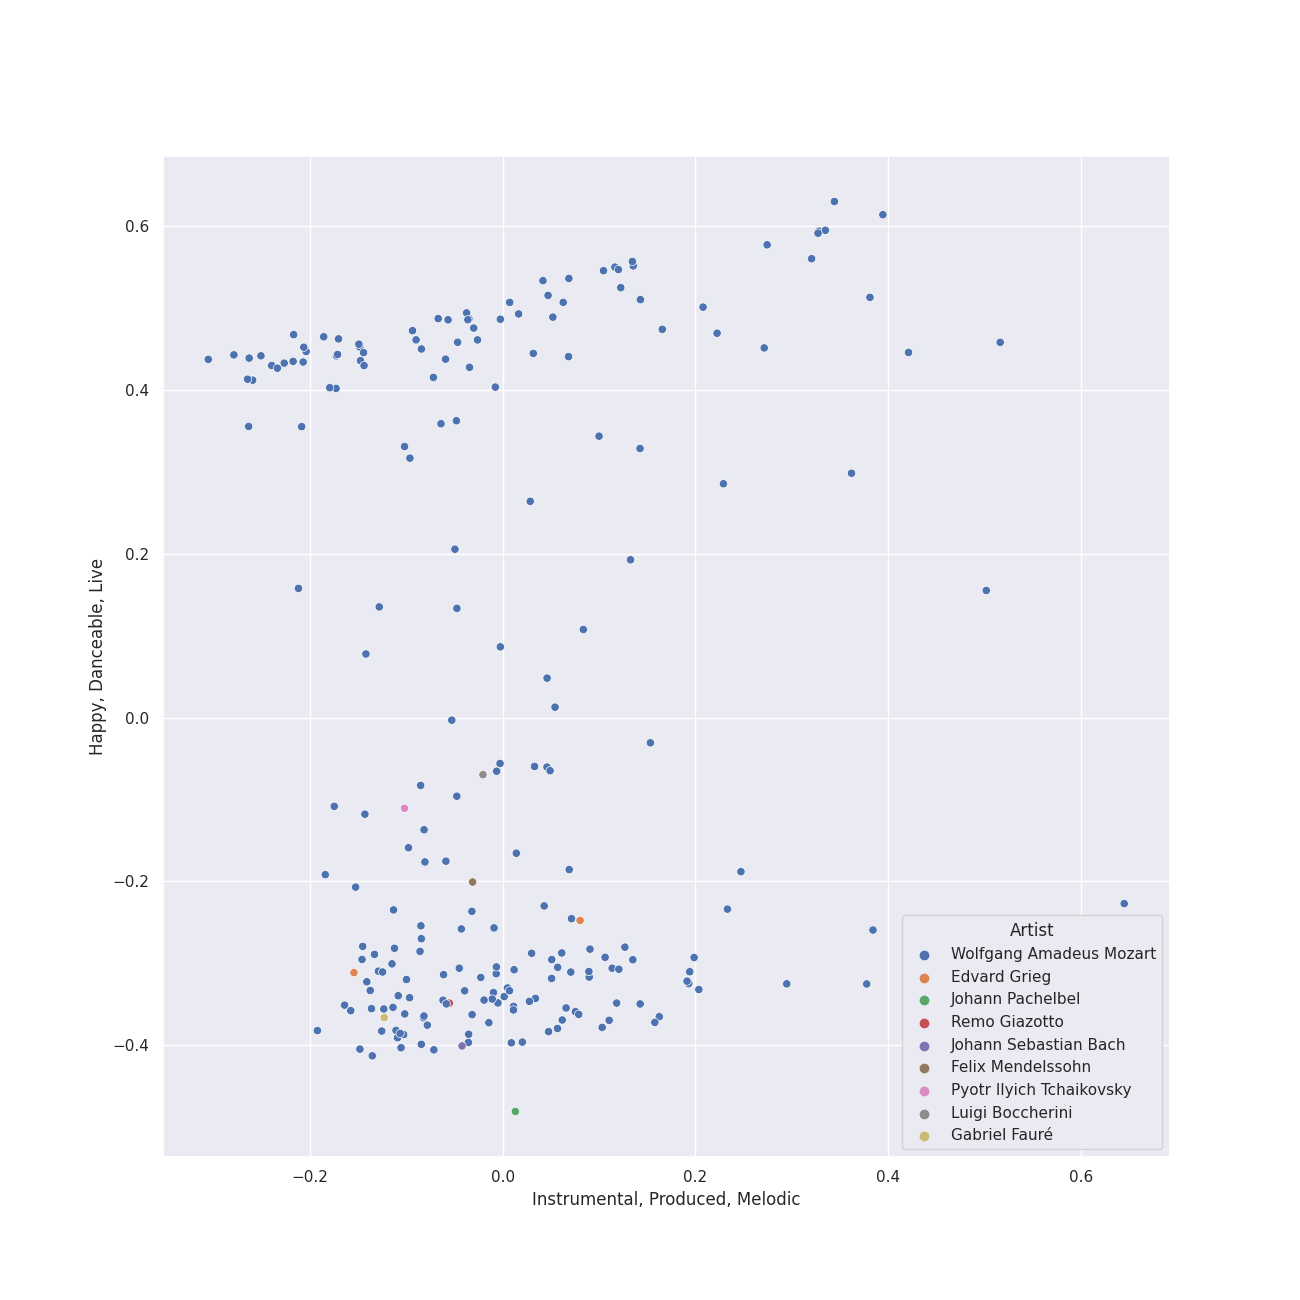 0.6
0.4
0.2
0.0
−0.2
−0.4
Happy, Danceable, Live
−0.2
0.0
0.2
0.4
0.6
Instrumental, Produced, Melodic
Artist
Wolfgang Amadeus Mozart
Edvard Grieg
Johann Pachelbel
Remo Giazotto
Johann Sebastian Bach
Felix Mendelssohn
Pyotr Ilyich Tchaikovsky
Luigi Boccherini
Gabriel Fauré